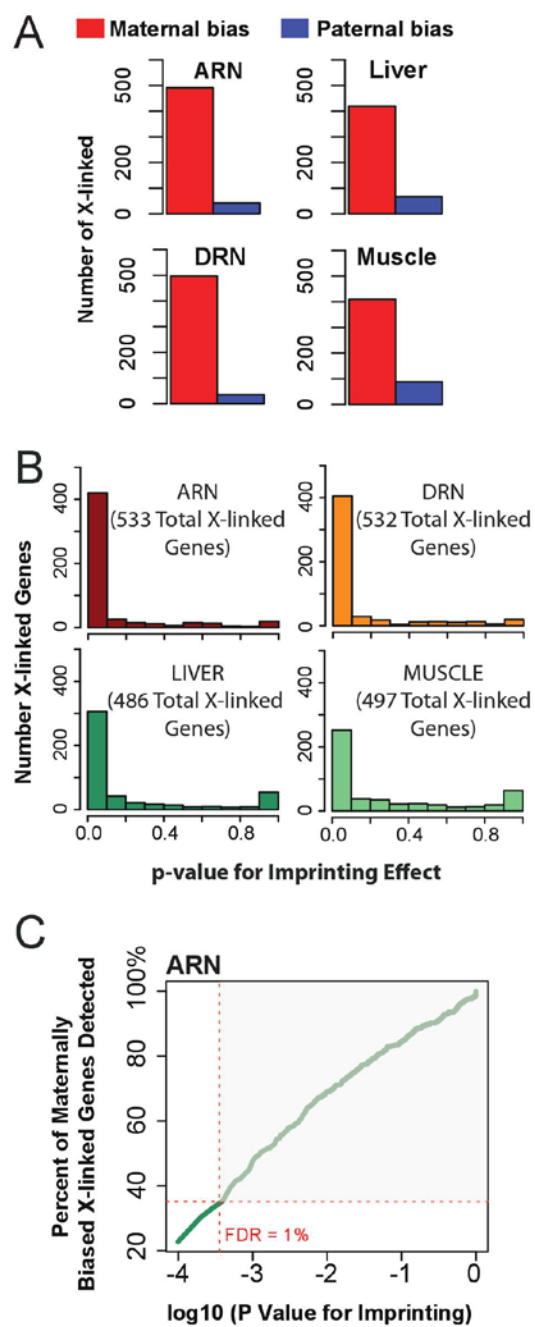 A
Maternal bias
Paternal bias
ARN
Liver
500
200
0
500
200
0
DRN
Muscle
500
200
0
500
200
0
Number of X-linked
B
ARN
(533 Total X-linked
Genes)
DRN
(532 Total X-linked
Genes)
400
200
0
400
200
0
LIVER
(486 Total X-linked
Genes)
MUSCLE
(497 Total X-linked
Genes)
400
200
0
400
200
0
Number X-linked Genes
0.0 0.4 0.8
0.0 0.4 0.8
p-value for Imprinting Effect
C
ARN
100%
80
60
40
20
Percent of Maternally
Biased X-linked Genes Detected
FDR = 1%
-4 -3 -2 -1 0
log10 (P Value for Imprinting)